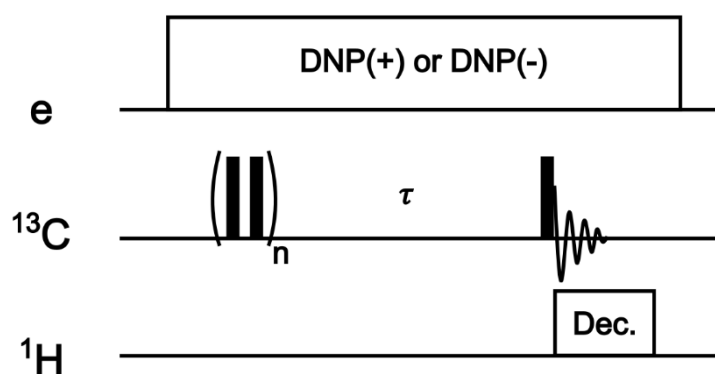 DNP(+) or DNP(-)
e
τ
¹³C
n
Dec.
¹H